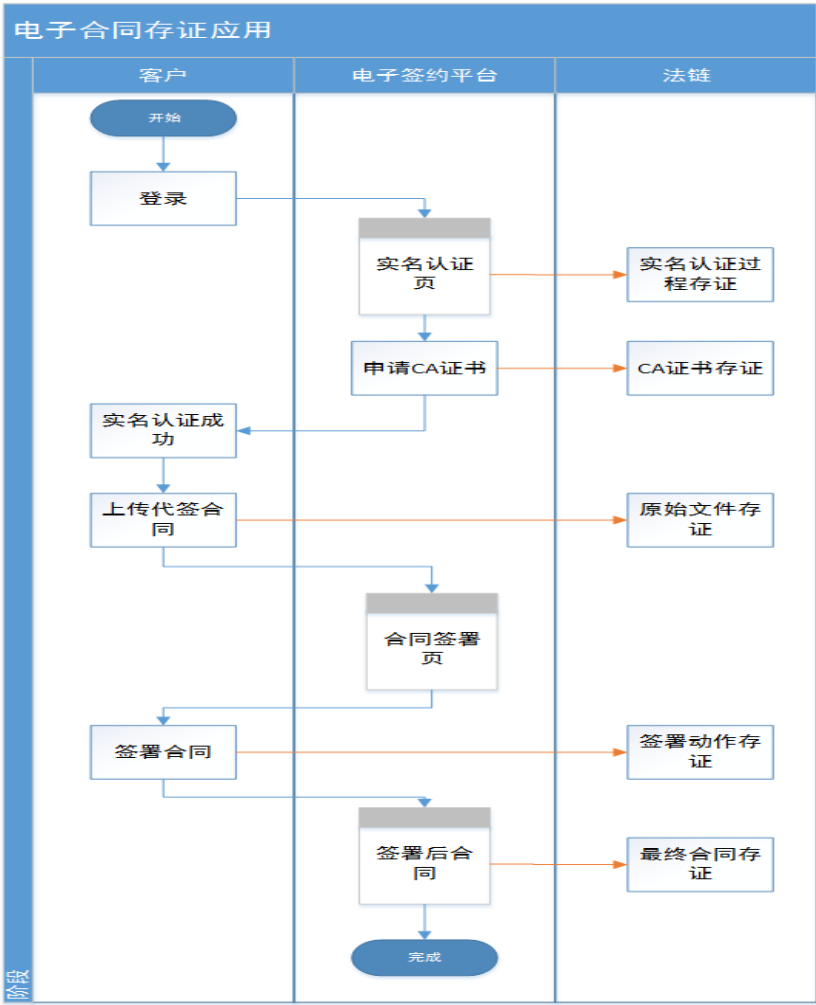 电子合同存证应用
客户
电子签约平台
法链
开始
登录
实名认证
页
实名认证过
程存证
申请CA证书
CA证书存证
实名认证成
功
上传代签合
同
原始文件存
证
合同签署
页
签署合同
签署动作存
证
签署后合
同
最终合同存
证
完成
阶段